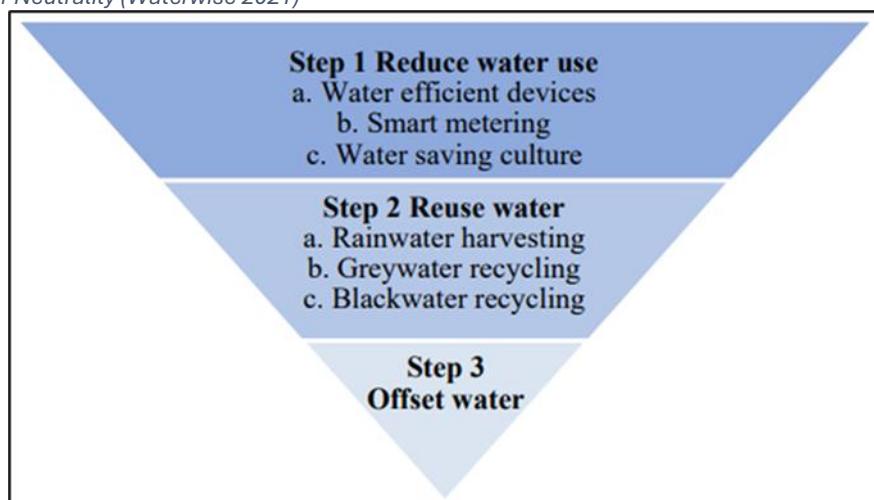 Neutrality (Waterwise 2021)
Step 1 Reduce water use
a. Water efficient devices
b. Smart metering
c. Water saving culture
Step 2 Reuse water
a. Rainwater harvesting
b. Greywater recycling
c. Blackwater recycling
Step 3
Offset water